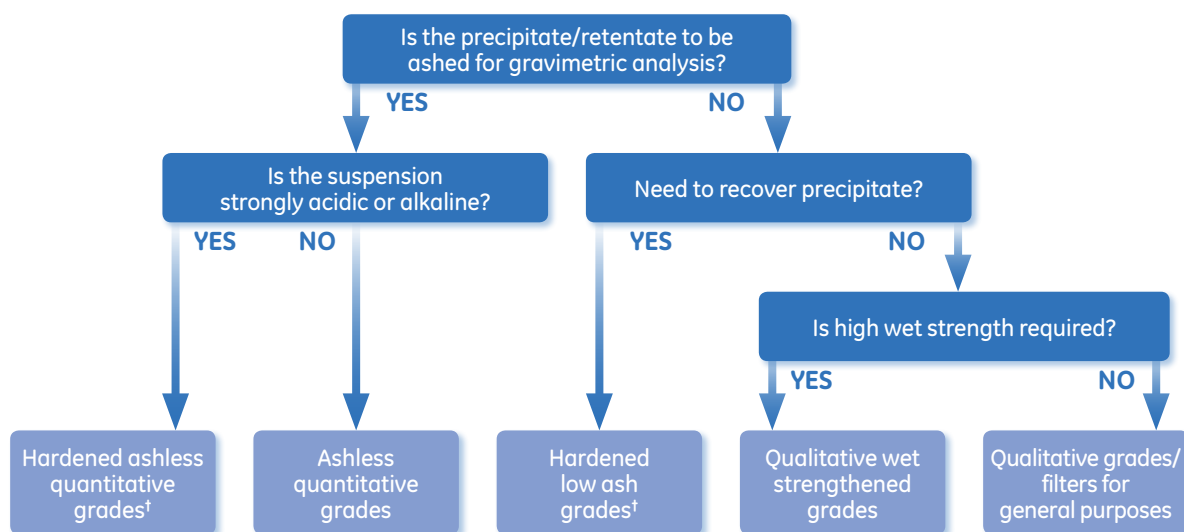 Is the precipitate/retentate to be
ashed for gravimetric analysis?
YES
NO
Is the suspension
strongly acidic or alkaline?
Need to recover precipitate?
YES
NO
YES
NO
Is high wet strength required?
YES
NO
Hardened ashless
quantitative
grades†
Ashless
quantitative
grades
Hardened
low ash
grades†
Qualitative wet
strengthened
grades
Qualitative grades/
filters for
general purposes